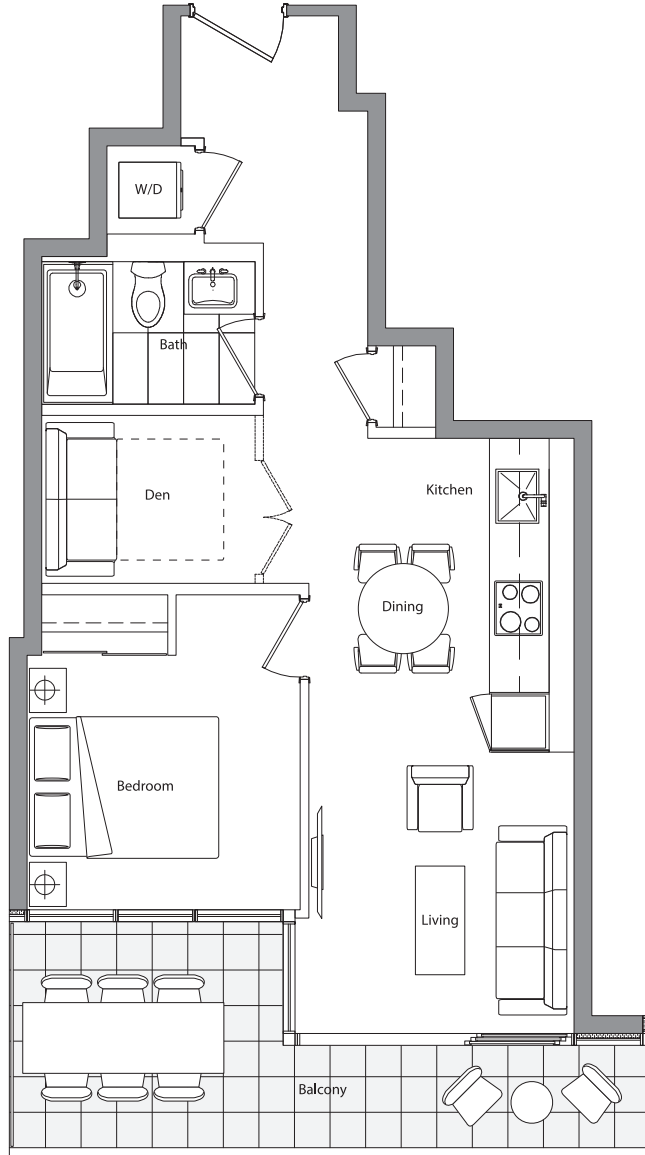 W/D
Bath
Kitchen
Den
Dining
Bedroom
Living
Balcony